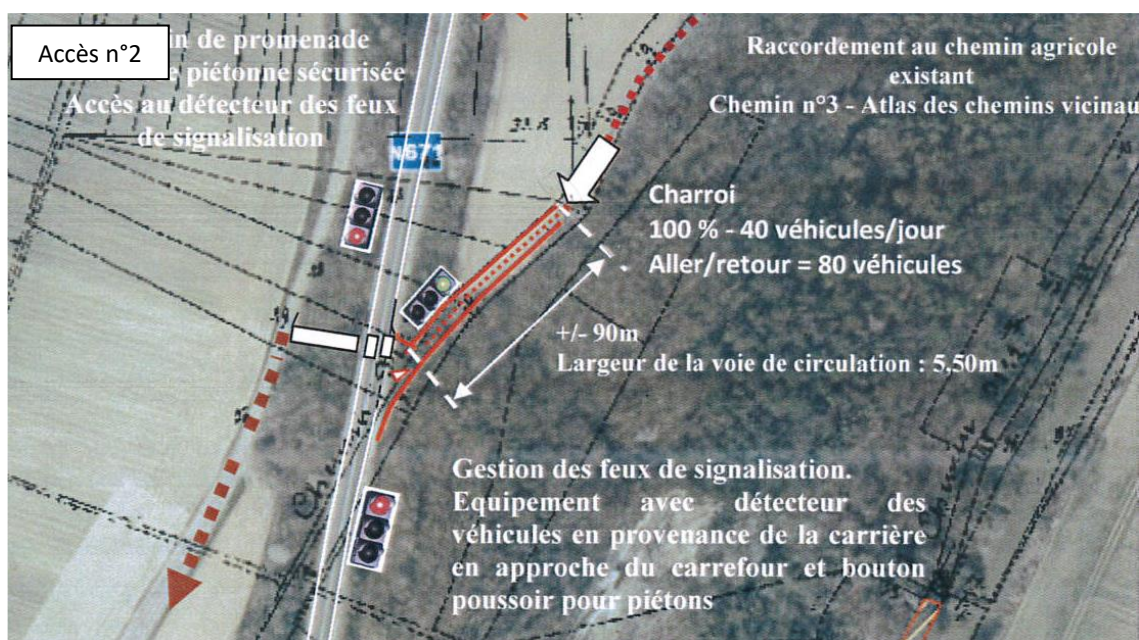 Accès n°2
de promenade
piétonne sécurisée
Accès au détecteur des feux
de signalisation
N671
Raccordement au chemin agricole
existant
Chemin n°3 - Atlas des chemins vicinau
Charroi
100 % - 40 véhicules/jour
Aller/retour = 80 véhicules
+/- 90m
Largeur de la voie de circulation : 5,50m
Gestion des feux de signalisation.
Equipement avec détecteur des
véhicules en provenance de la carrière
en approche du carrefour et bouton
poussoir pour piétons